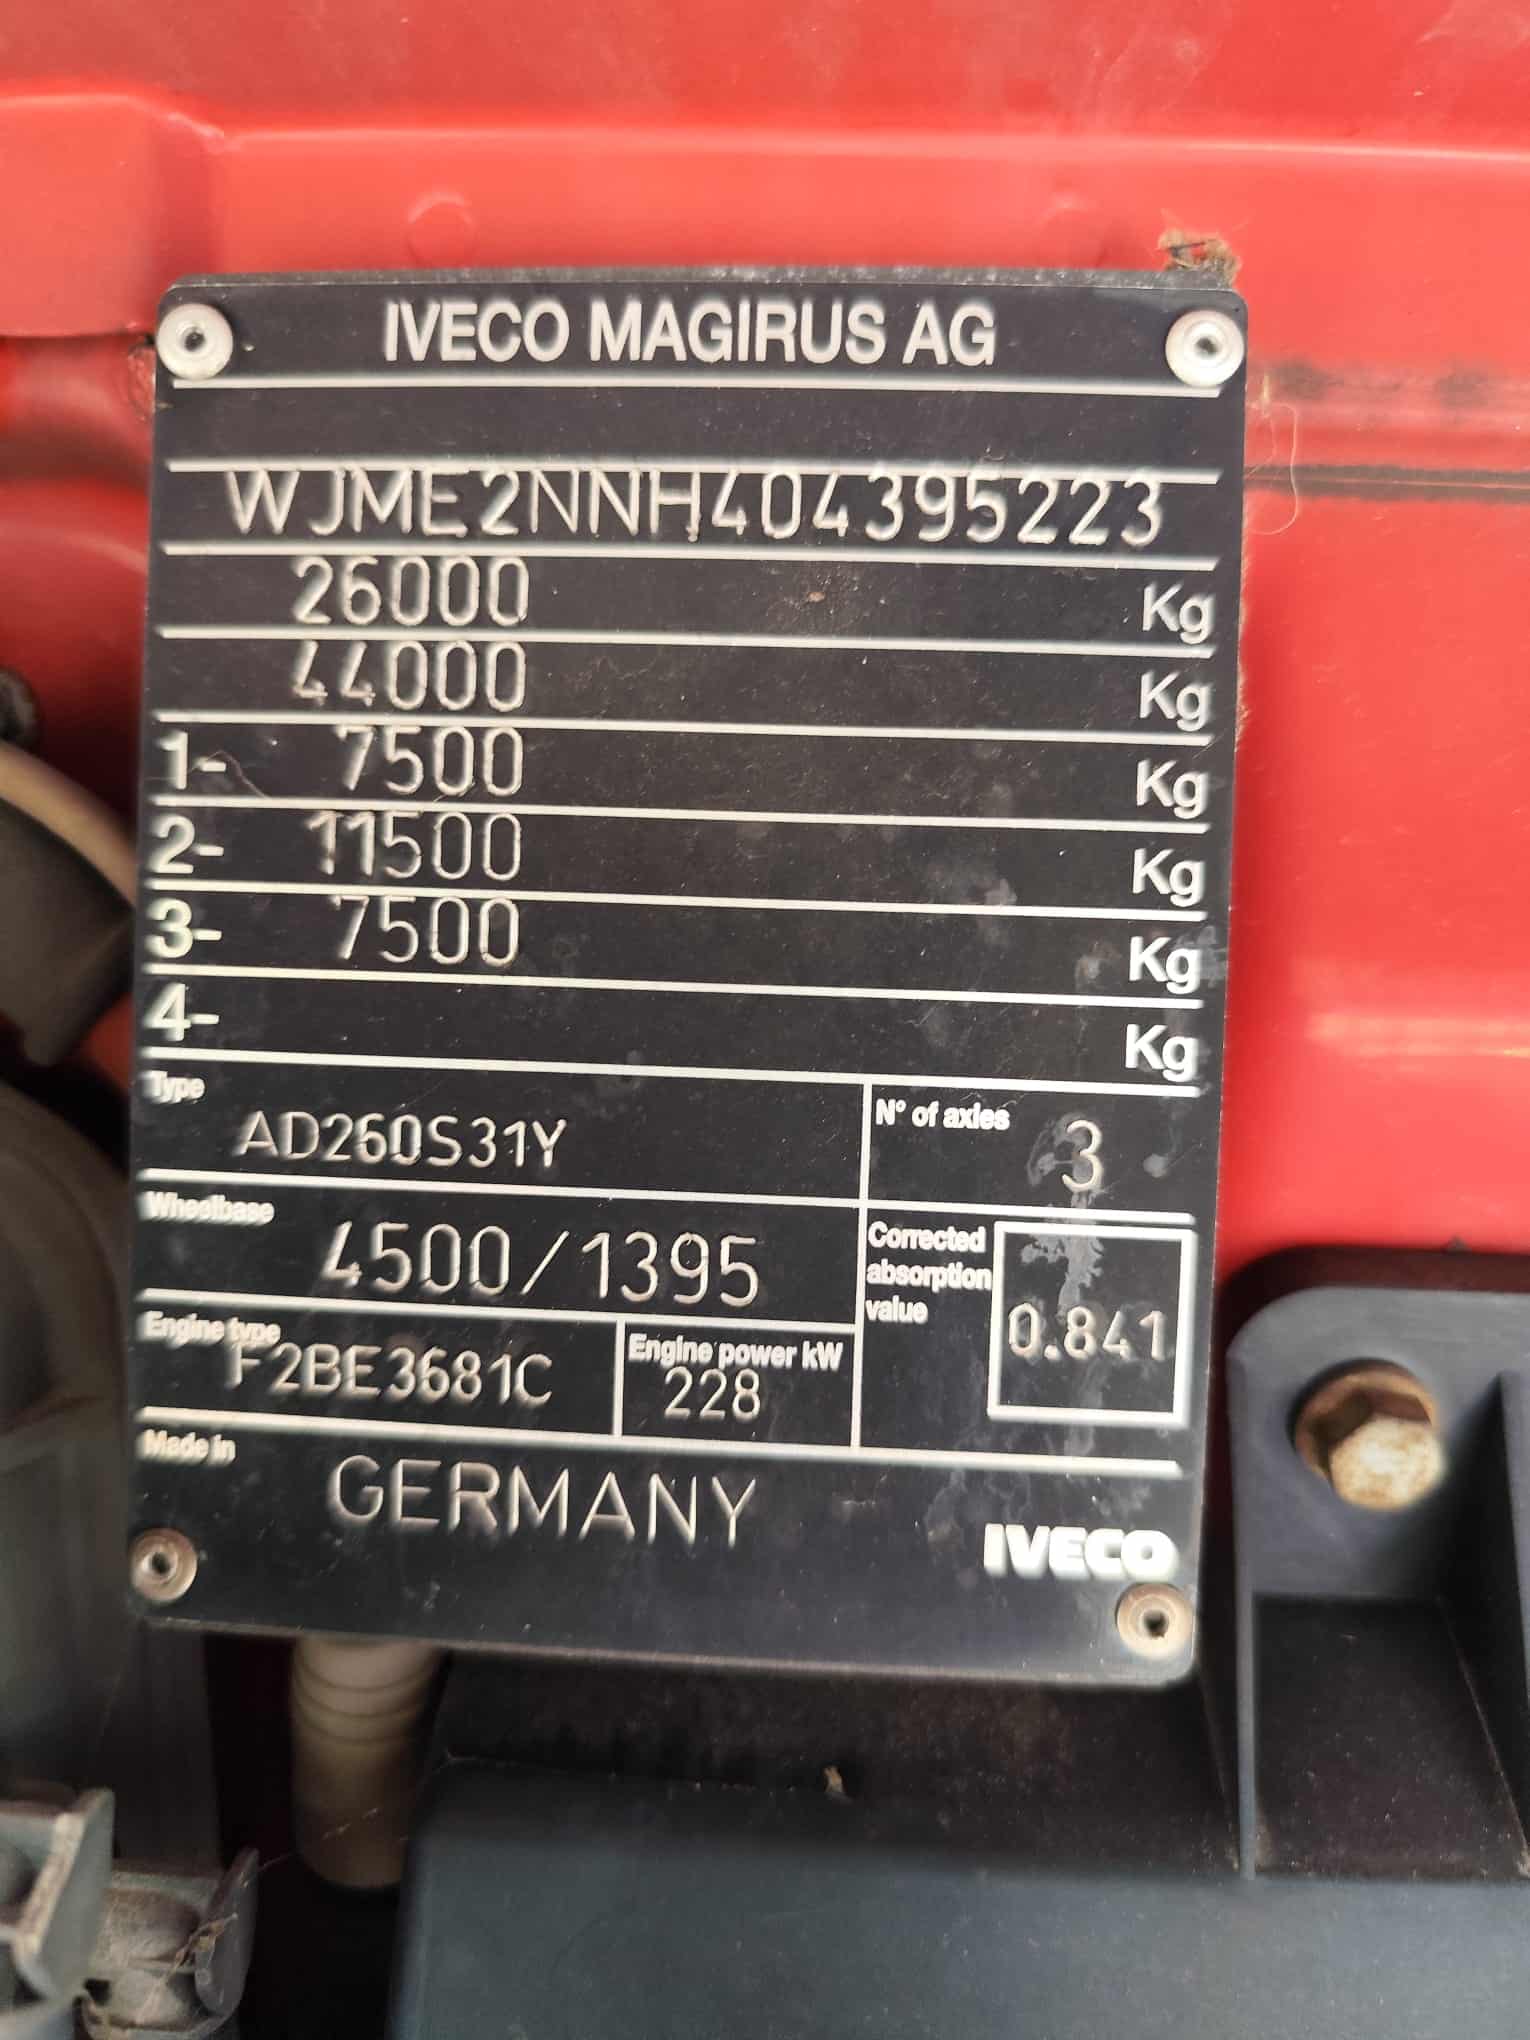 IVECO MAGIRUS AG
WJME2NNH404395223
26000 Kg
44000 Kg
1- 7500 Kg
2- 11500 Kg
3- 7500 Kg
4- Kg
Type
AD260S31Y
N° of axles 3
Wheelbase
4500/1395
Corrected
absorption
value
0.841
Engine type
F2BE3681C
Engine power kW
228
Made in
GERMANY
IVECO